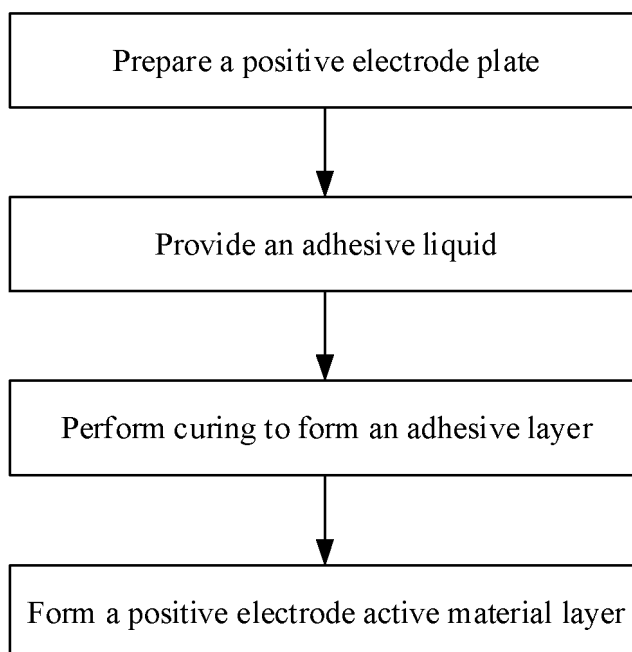 Prepare a positive electrode plate
Provide an adhesive liquid
Perform curing to form an adhesive layer
Form a positive electrode active material layer